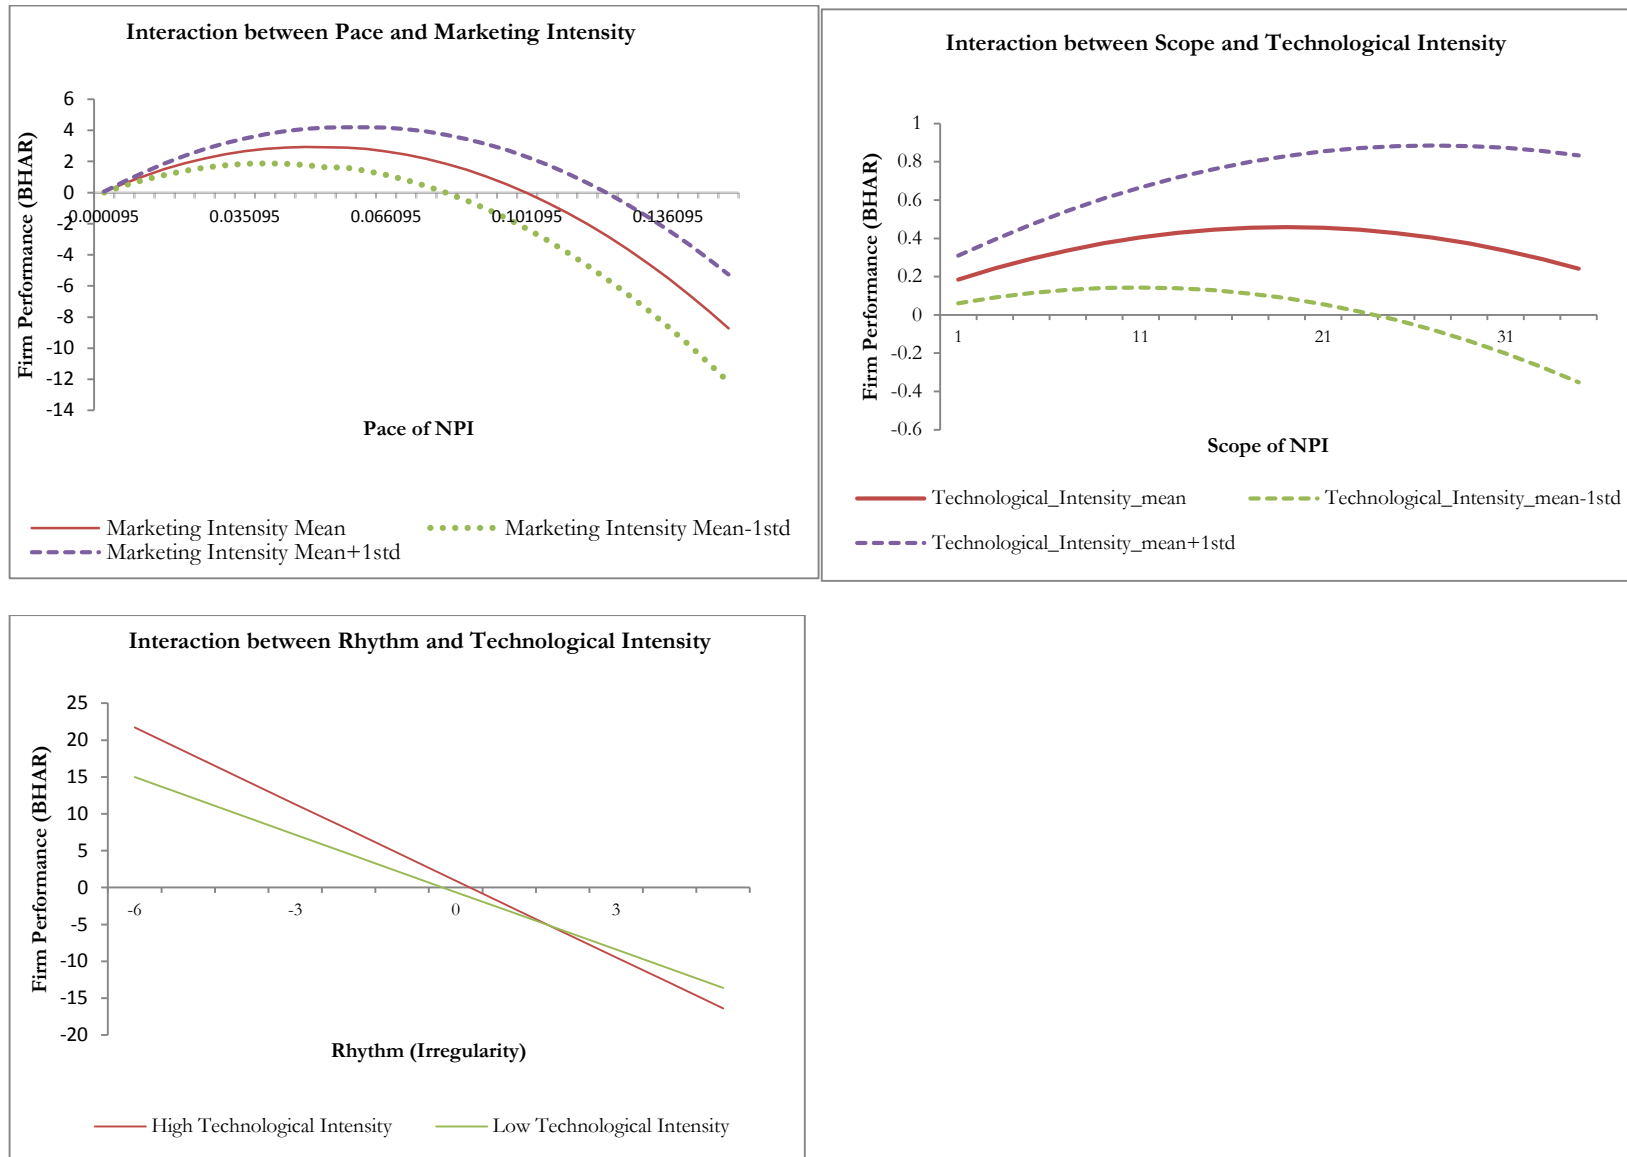 Interaction between Pace and Marketing Intensity
6
4
2
0
-2
-4
-6
-8
-10
-12
-14
Firm Performance (BHAR)
0.000095 0.035095 0.066095 0.101095 0.136095
Pace of NPI
Marketing Intensity Mean Marketing Intensity Mean-1std
Marketing Intensity Mean+1std
Interaction between Scope and Technological Intensity
1
0.8
0.6
0.4
0.2
0
-0.2
-0.4
-0.6
Firm Performance (BHAR)
1 11 21 31
Scope of NPI
Technological_Intensity_mean Technological_Intensity_mean-1std
Technological_Intensity_mean+1std
Interaction between Rhythm and Technological Intensity
25
20
15
10
5
0
-5
-10
-15
-20
Firm Performance (BHAR)
-6 -3 0 3
Rhythm (Irregularity)
High Technological Intensity Low Technological Intensity